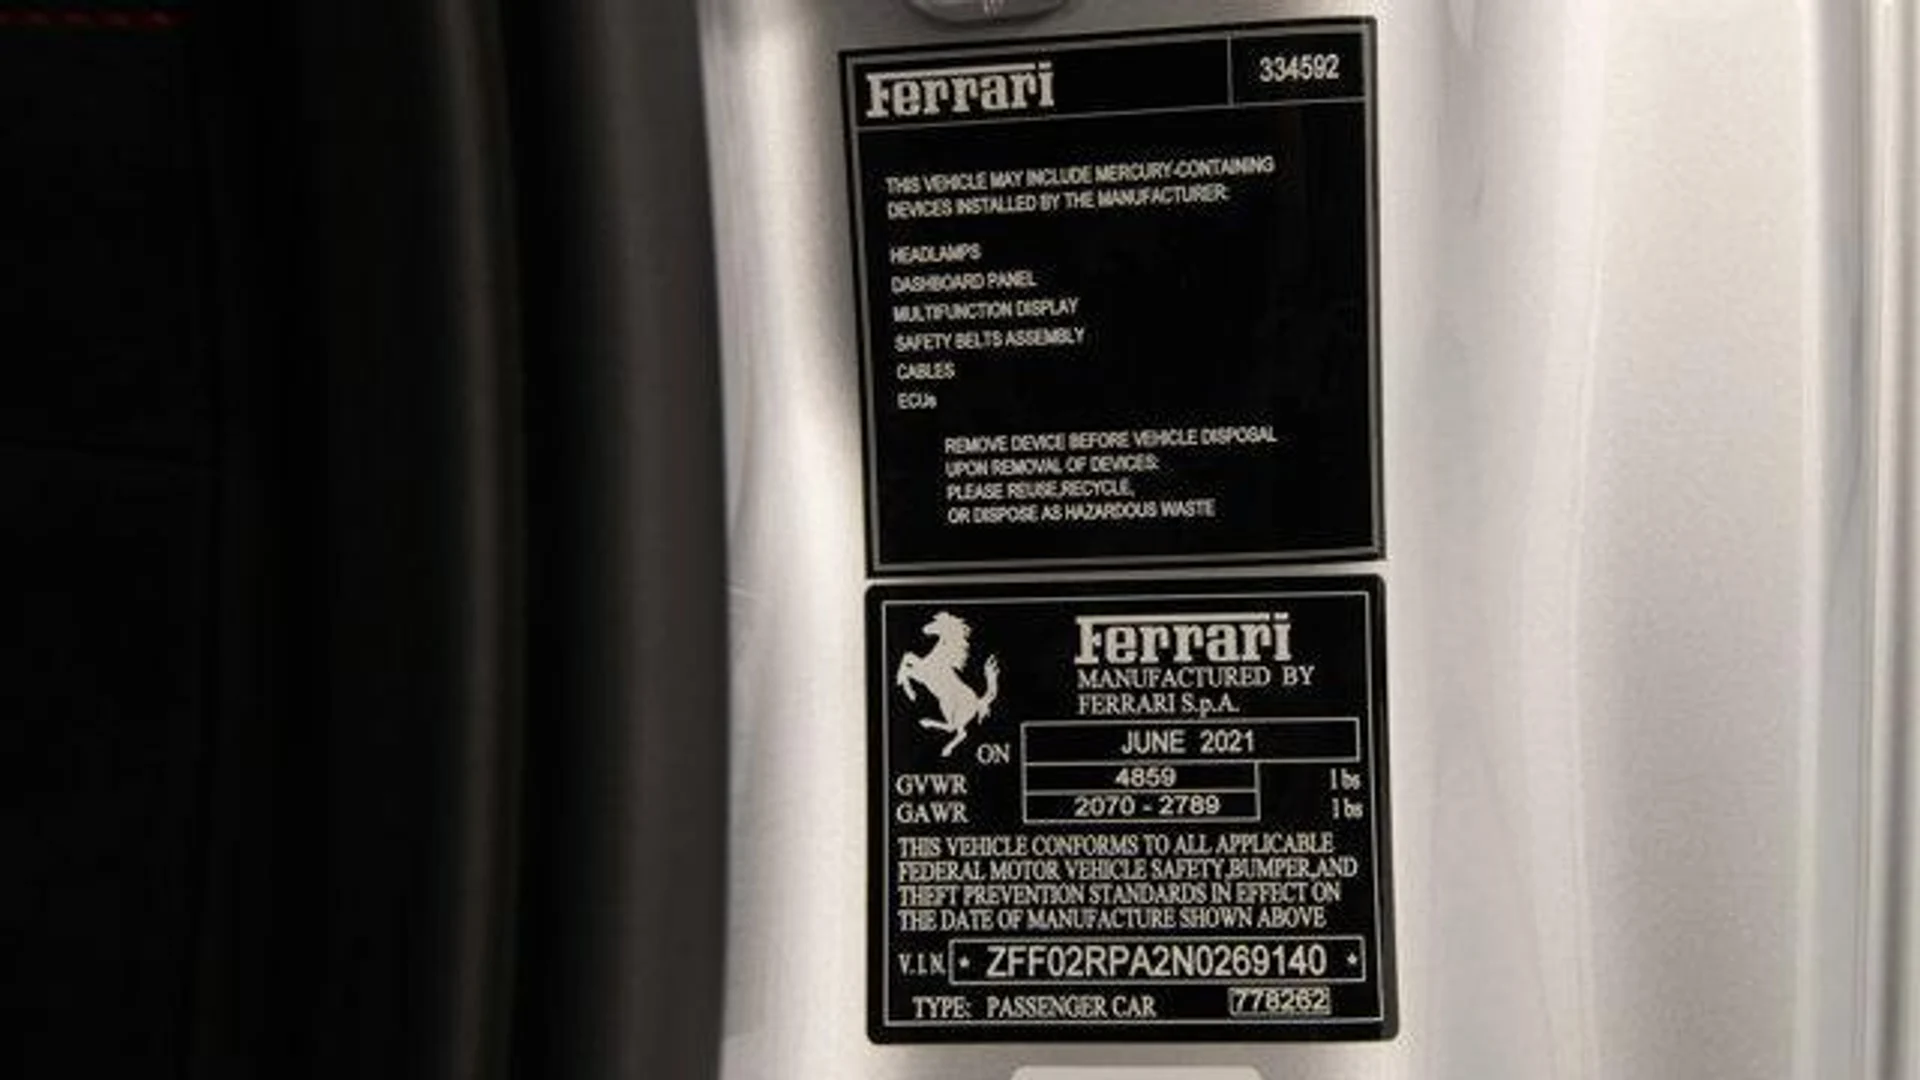 Ferrari 334592
THIS VEHICLE MAY INCLUDE MERCURY-CONTAINING
DEVICES INSTALLED BY THE MANUFACTURER:
HEADLAMPS
DASHBOARD PANEL
MULTIFUNCTION DISPLAY
SAFETY BELTS ASSEMBLY
CABLES
ECUs
REMOVE DEVICE BEFORE VEHICLE DISPOSAL
UPON REMOVAL OF DEVICES:
PLEASE REUSE,RECYCLE,
OR DISPOSE AS HAZARDOUS WASTE
Ferrari
MANUFACTURED BY
FERRARI S.p.A.
ON JUNE 2021
GVWR 4859 lbs
GAWR 2070 - 2789 lbs
THIS VEHICLE CONFORMS TO ALL APPLICABLE
FEDERAL MOTOR VEHICLE SAFETY,BUMPER,AND
THEFT PREVENTION STANDARDS IN EFFECT ON
THE DATE OF MANUFACTURE SHOWN ABOVE
V.I.N. * ZFF02RPA2N0269140 *
TYPE: PASSENGER CAR 778262